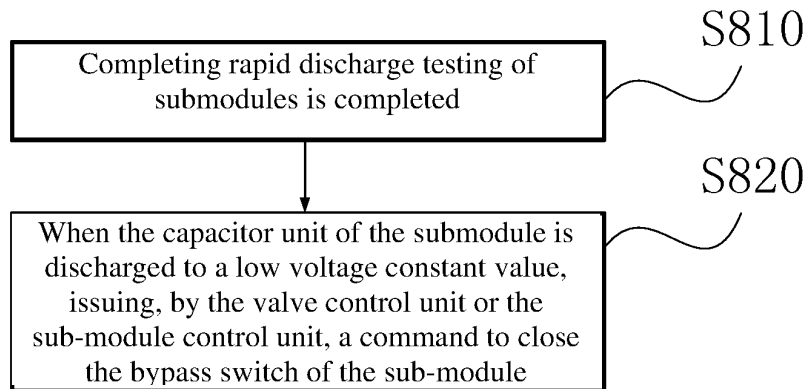 S810
Completing rapid discharge testing of
submodules is completed
S820
When the capacitor unit of the submodule is
discharged to a low voltage constant value,
issuing, by the valve control unit or the
sub-module control unit, a command to close
the bypass switch of the sub-module